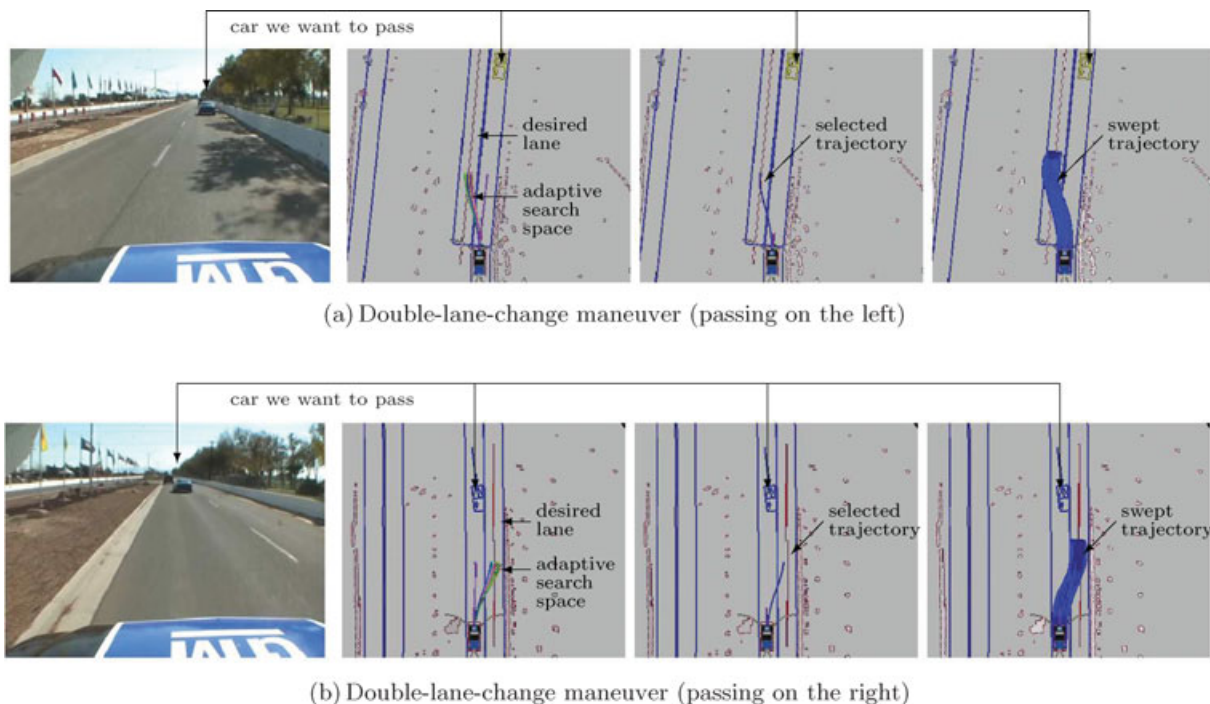 car we want to pass
desired
lane
adaptive
search
space
selected
trajectory
swept
trajectory
(a) Double-lane-change maneuver (passing on the left)
car we want to pass
desired
lane
adaptive
search
space
selected
trajectory
swept
trajectory
(b) Double-lane-change maneuver (passing on the right)